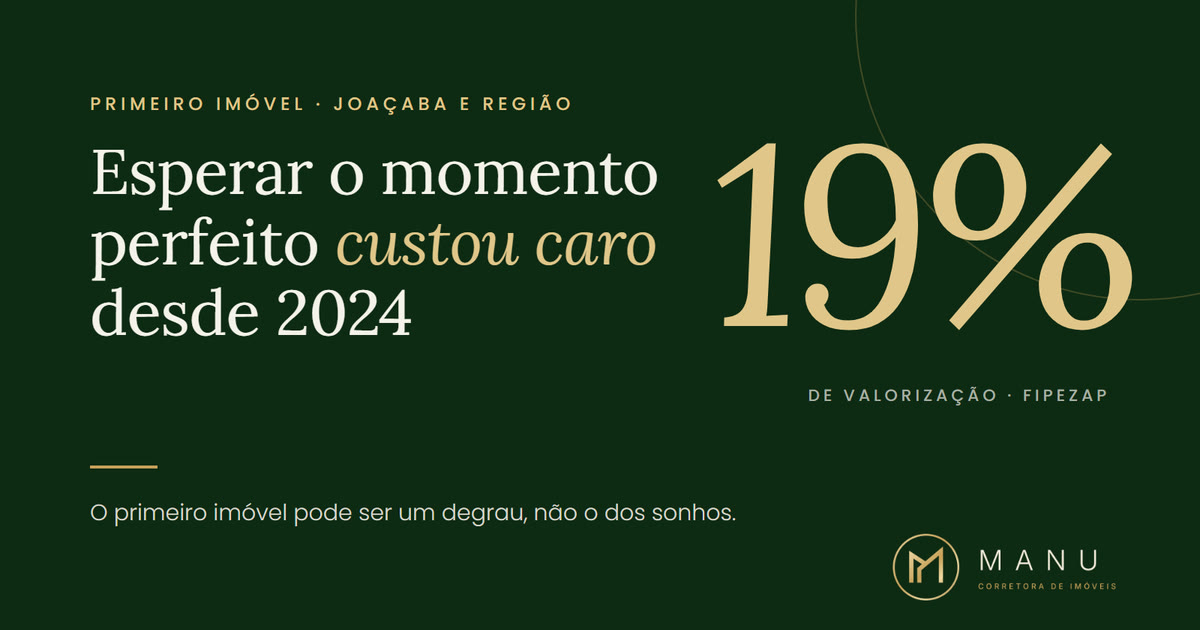 PRIMEIRO IMÓVEL · JOAÇABA E REGIÃO
Esperar o momento
perfeito custou caro
desde 2024
19%
DE VALORIZAÇÃO · FIPEZAP
O primeiro imóvel pode ser um degrau, não o dos sonhos.
MANU
CORRETORA DE IMÓVEIS